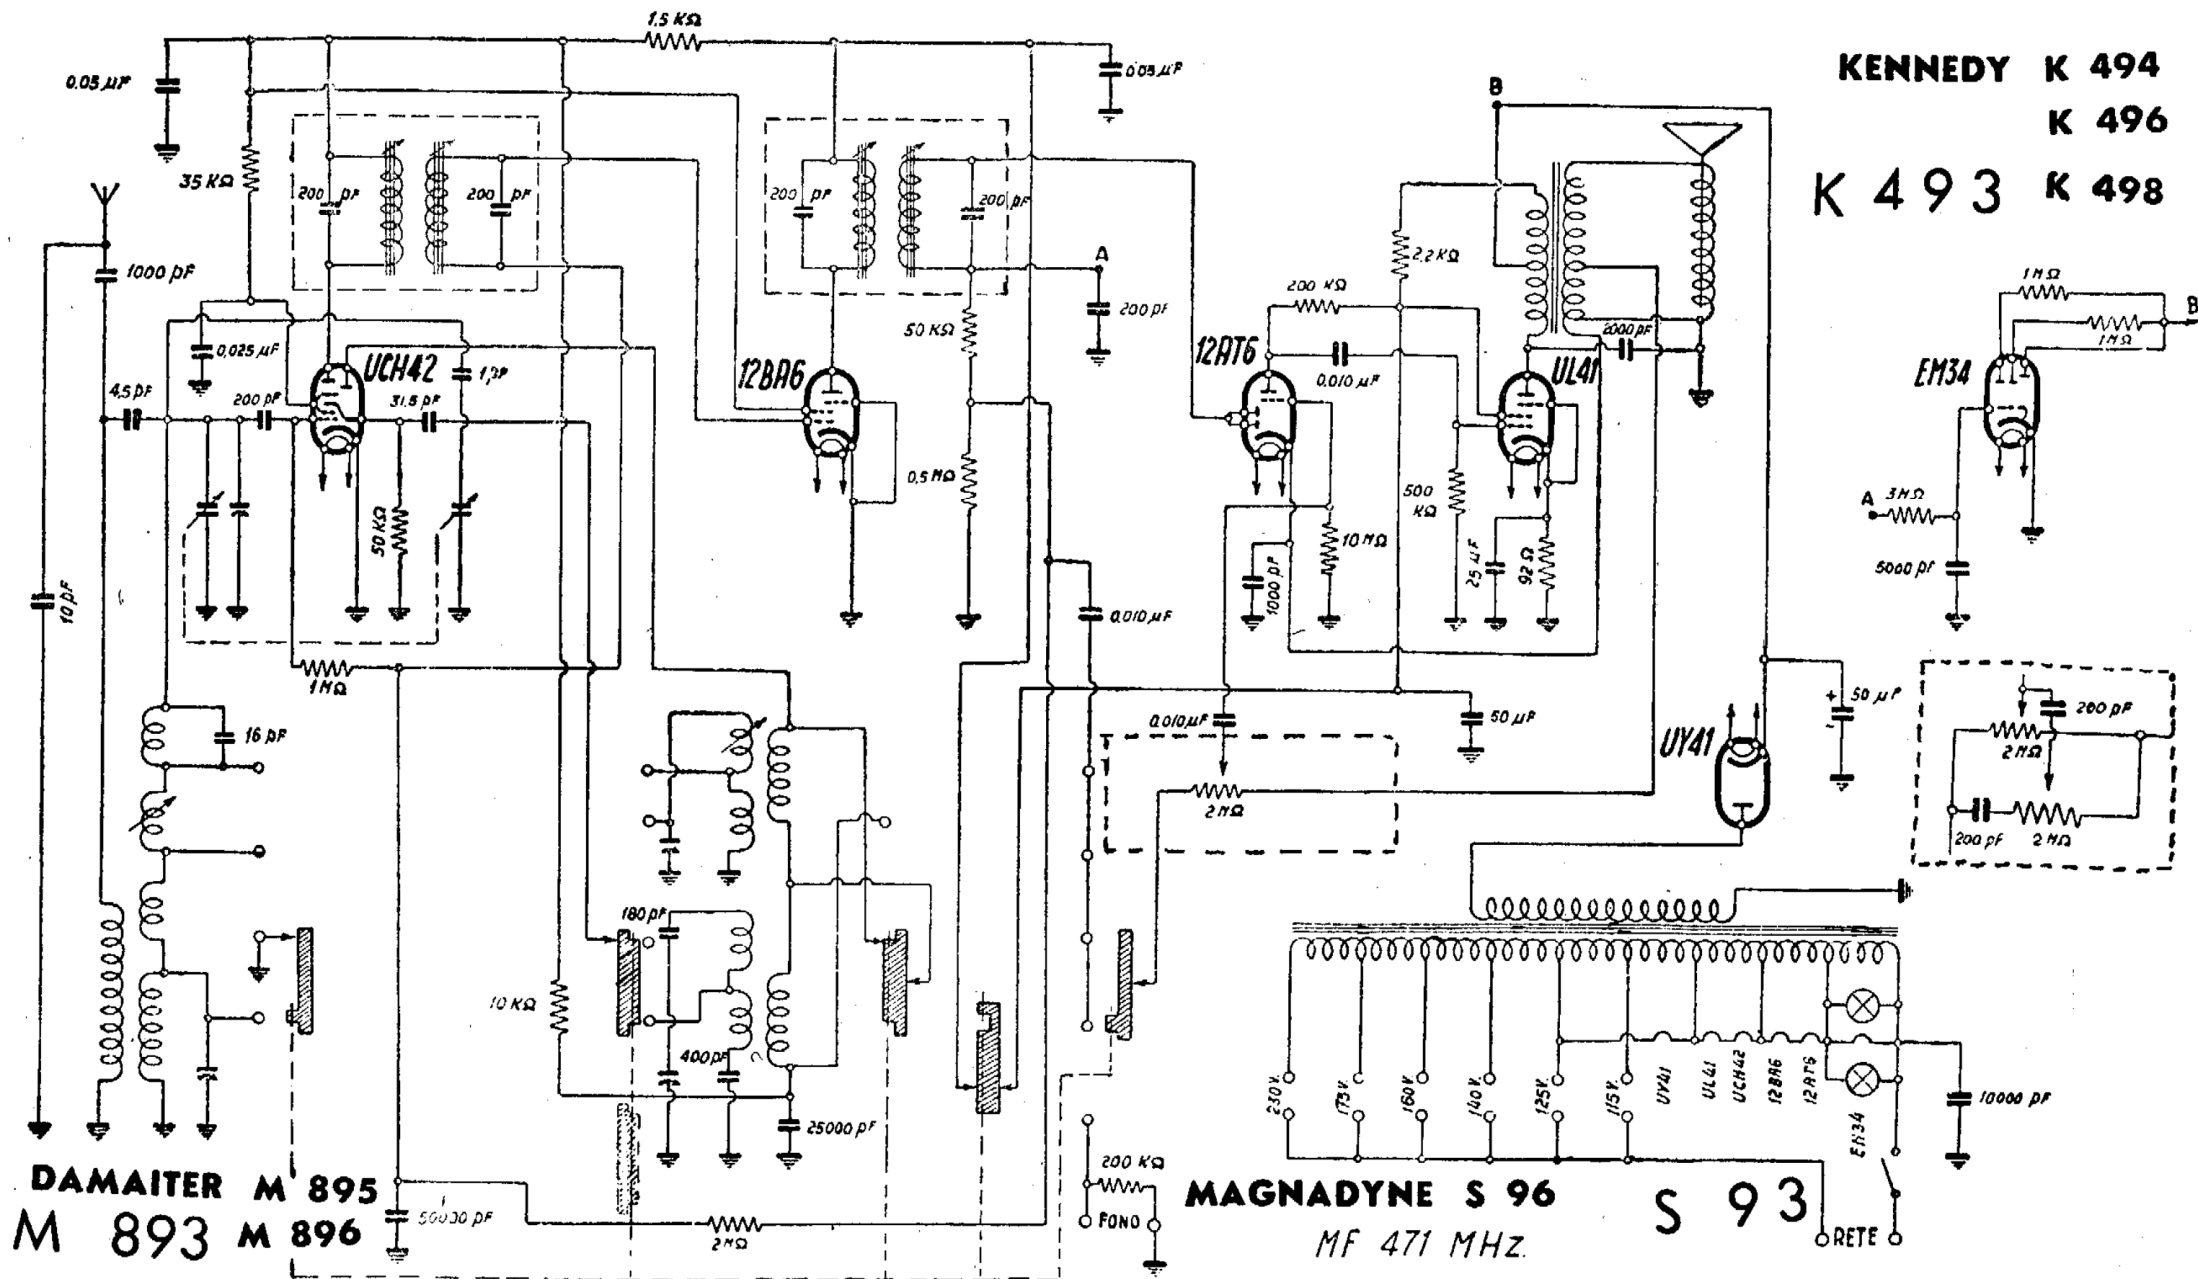 1,5 KΩ
0,05 µF
0,05 µF
KENNEDY K 494
K 496
K 493 K 498
B
35 KΩ
200 pF
200 pF
200 pF
200 pF
1000 pF
A
2,2 KΩ
200 KΩ
1 MΩ
1 MΩ
B
0,025 µF
UCH42
1,
12BA6
50 KΩ
200 pF
12AT6
0,010 µF
UL41
2000 pF
EM34
4,5 pF
200 pF
31,5 pF
50 KΩ
0,5 MΩ
500
KΩ
A 3 MΩ
10 pF
1000 pF
10 MΩ
25 µF
92 Ω
5000 pF
0,010 µF
1 MΩ
16 pF
0,010 µF
50 µF
UY41
+ 50 µF
-
200 pF
2 MΩ
2 MΩ
200 pF 2 MΩ
180 pF
10 KΩ
400 pF
25000 pF
230 V.
175 V.
160 V.
140 V.
125 V.
115 V.
UY41
UL41
UCH42
12BA6
12AT6
EM34
10000 pF
200 KΩ
FONO
DAMAITER M 895
M 893 M 896
50000 pF
2 MΩ
MAGNADYNE S 96
S 93
MF 471 MHZ.
RETE